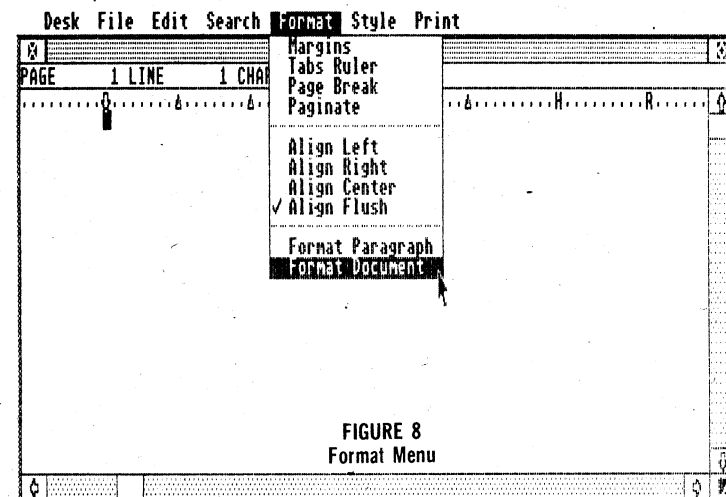 Desk File Edit Search Format Style Print
PAGE 1 LINE 1 CHAR
H R
Margins
Tabs Ruler
Page Break
Paginate
Align Left
Align Right
Align Center
✓ Align Flush
Format Paragraph
Format Document
FIGURE 8
Format Menu